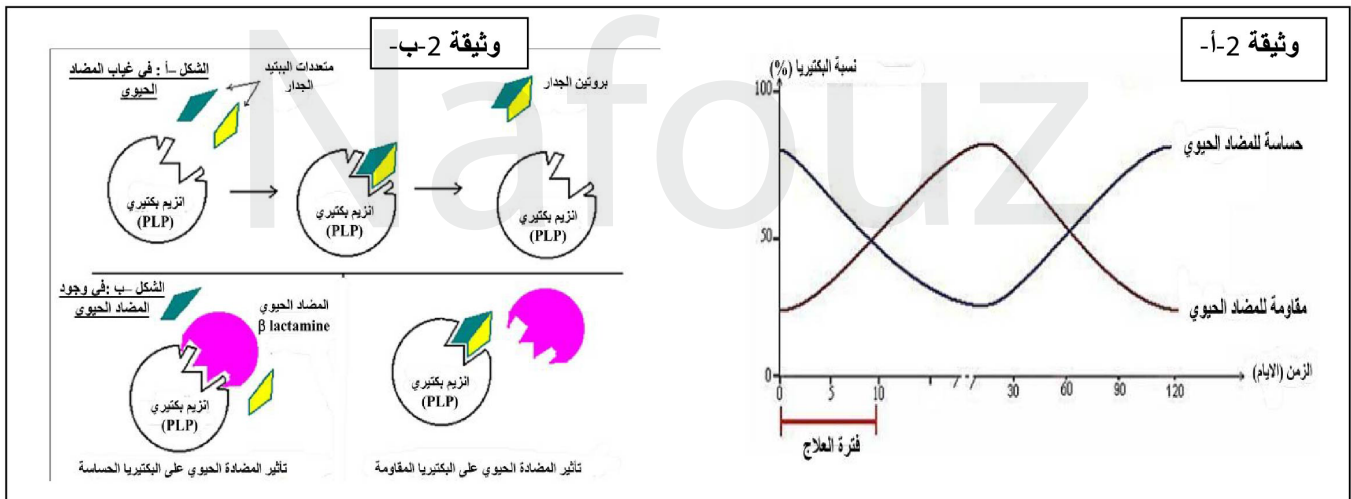 وثيقة 2-أ-
نسبة البكتيريا (%)
100
50
0
حساسة للمضاد الحيوي
مقاومة للمضاد الحيوي
الزمن (الايام)
0 5 10 30 60 90 120
فترة العلاج
وثيقة 2-ب-
الشكل –أ : في غياب المضاد
الحيوي
متعددات الببتيد
الجدار
بروتين الجدار
انزيم بكتيري
(PLP)
انزيم بكتيري
(PLP)
انزيم بكتيري
(PLP)
الشكل –ب :في وجود
المضاد الحيوي
المضاد الحيوي
β lactamine
انزيم بكتيري
(PLP)
انزيم بكتيري
(PLP)
تأثير المضادة الحيوي على البكتيريا الحساسة
تأثير المضادة الحيوي على البكتيريا المقاومة
Nafouz